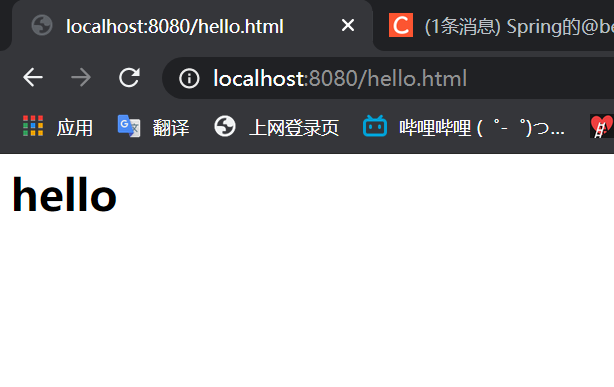 localhost:8080/hello.html
(1条消息) Spring的@be
localhost:8080/hello.html
应用 翻译 上网登录页 哔哩哔哩 ( ゜- ゜)つ...
hello